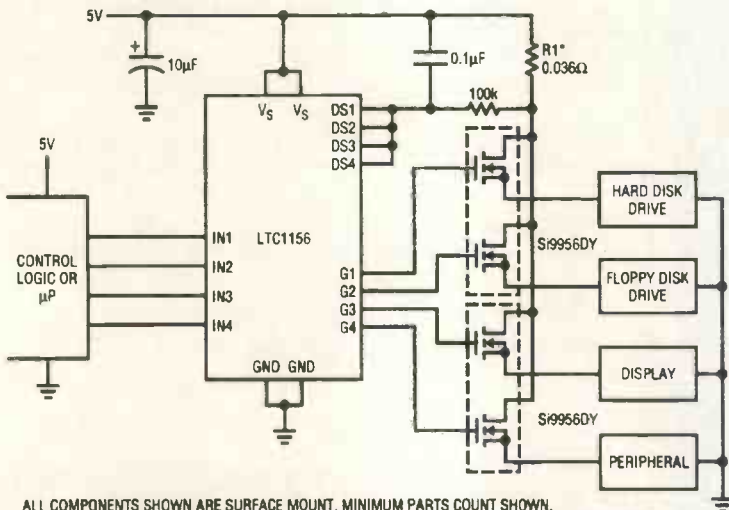 5V
+
10μF
0.1μF
R1*
0.036Ω
100k
VS VS
DS1
DS2
DS3
DS4
5V
CONTROL
LOGIC OR
μP
IN1
IN2
IN3
IN4
LTC1156
G1
G2
G3
G4
GND GND
Si9956DY
Si9956DY
HARD DISK
DRIVE
FLOPPY DISK
DRIVE
DISPLAY
PERIPHERAL
ALL COMPONENTS SHOWN ARE SURFACE MOUNT. MINIMUM PARTS COUNT SHOWN.